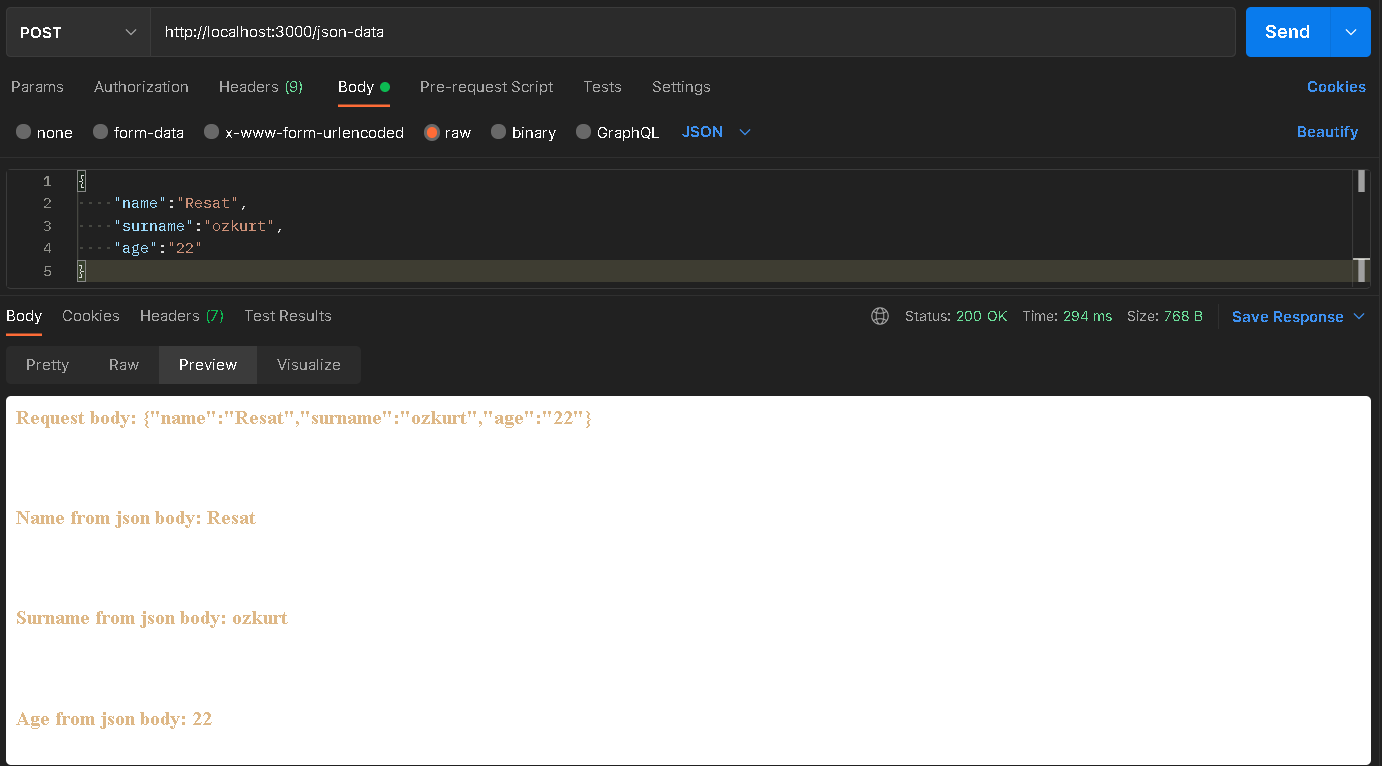 POST http://localhost:3000/json-data Send
Params Authorization Headers (9) Body Pre-request Script Tests Settings Cookies
none form-data x-www-form-urlencoded raw binary GraphQL JSON Beautify
1 {
2 "name":"Resat",
3 "surname":"ozkurt",
4 "age":"22"
5 }
Body Cookies Headers (7) Test Results Status: 200 OK Time: 294 ms Size: 768 B Save Response
Pretty Raw Preview Visualize
Request body: {"name":"Resat","surname":"ozkurt","age":"22"}
Name from json body: Resat
Surname from json body: ozkurt
Age from json body: 22